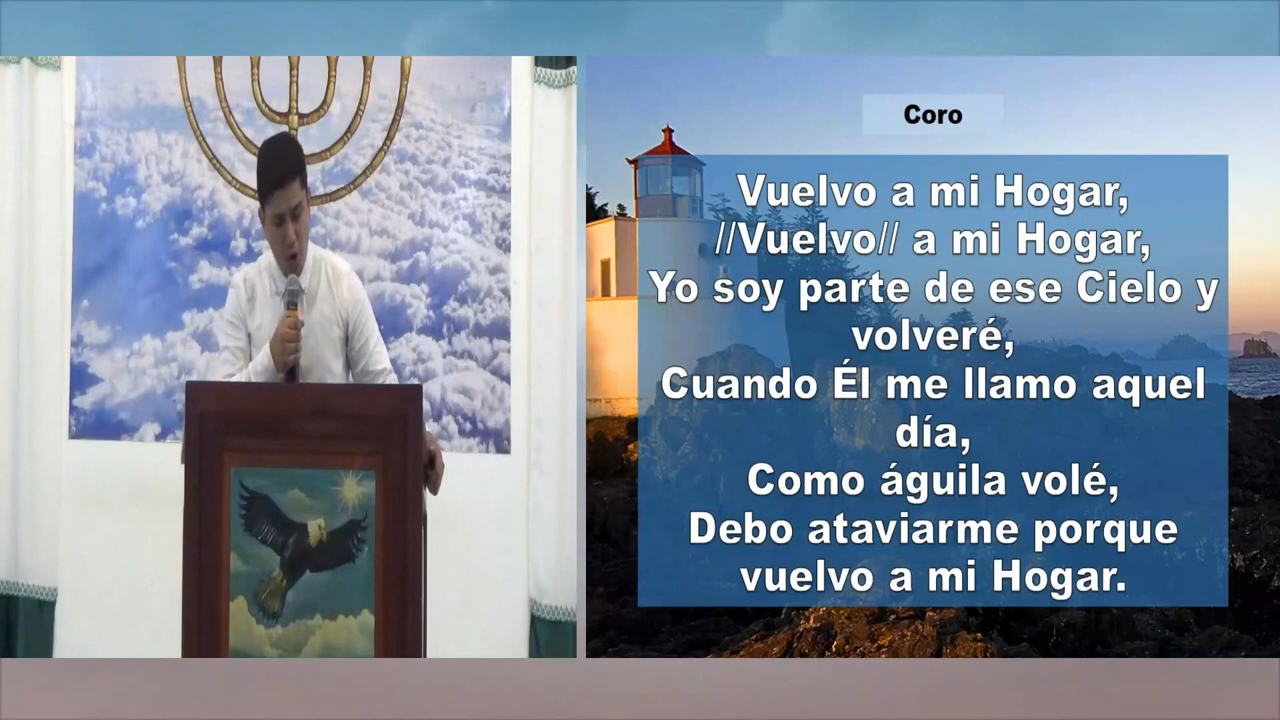 Coro
Vuelvo a mi Hogar,
//Vuelvo// a mi Hogar,
Yo soy parte de ese Cielo y
volveré,
Cuando Él me llamo aquel
día,
Como águila volé,
Debo ataviarme porque
vuelvo a mi Hogar.